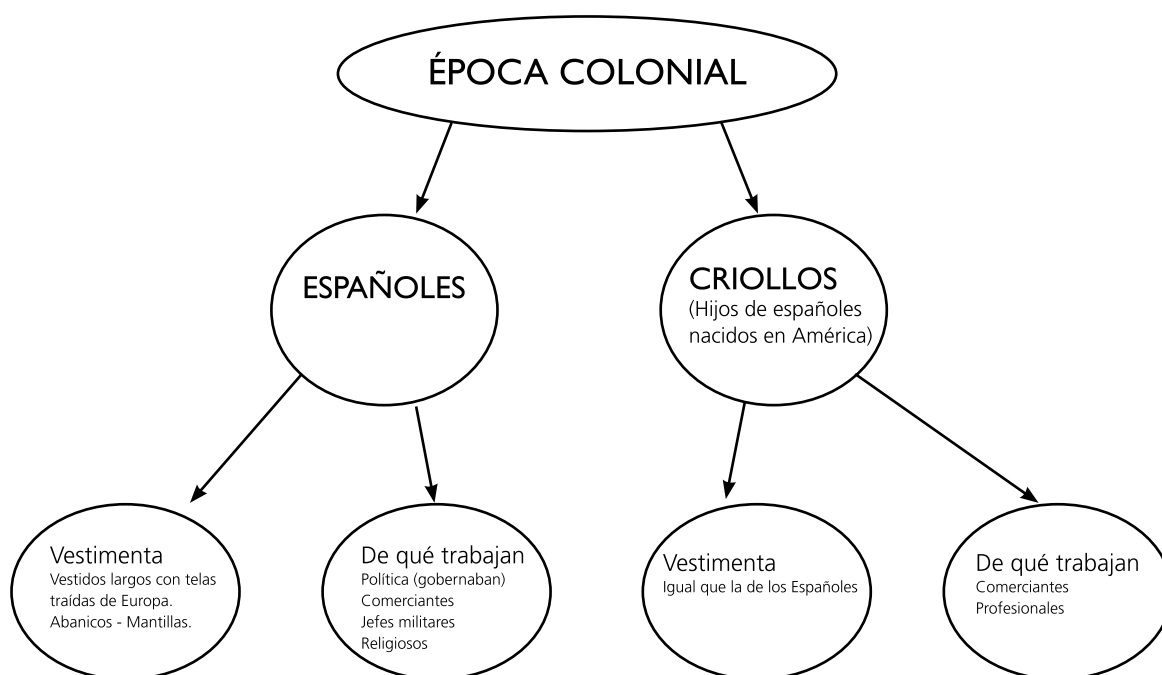 ÉPOCA COLONIAL
ESPAÑOLES
CRIOLLOS
(Hijos de españoles
nacidos en América)
Vestimenta
Vestidos largos con telas
traídas de Europa.
Abanicos - Mantillas.
De qué trabajan
Política (gobernaban)
Comerciantes
Jefes militares
Religiosos
Vestimenta
Igual que la de los Españoles
De qué trabajan
Comerciantes
Profesionales